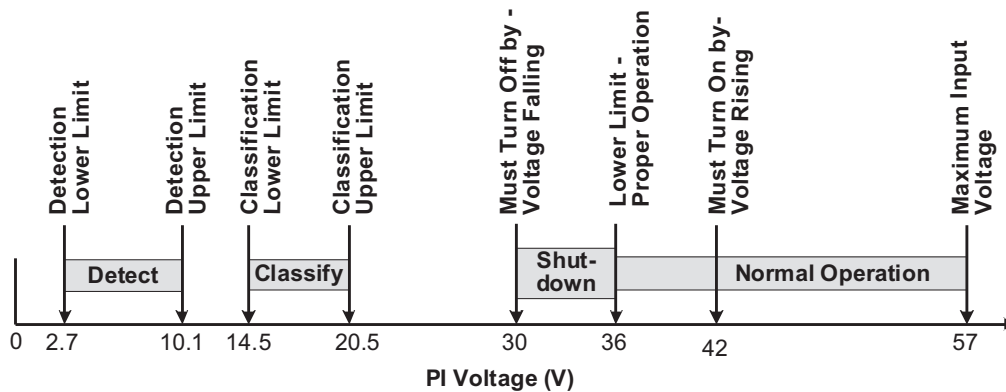 Detection
Lower Limit
Detection
Upper Limit
Classification
Lower Limit
Classification
Upper Limit
Must Turn Off by -
Voltage Falling
Lower Limit -
Proper Operation
Must Turn On by-
Voltage Rising
Maximum Input
Voltage
Detect
Classify
Shut-
down
Normal Operation
0
2.7
10.1
14.5
20.5
30
36
42
57
PI Voltage (V)